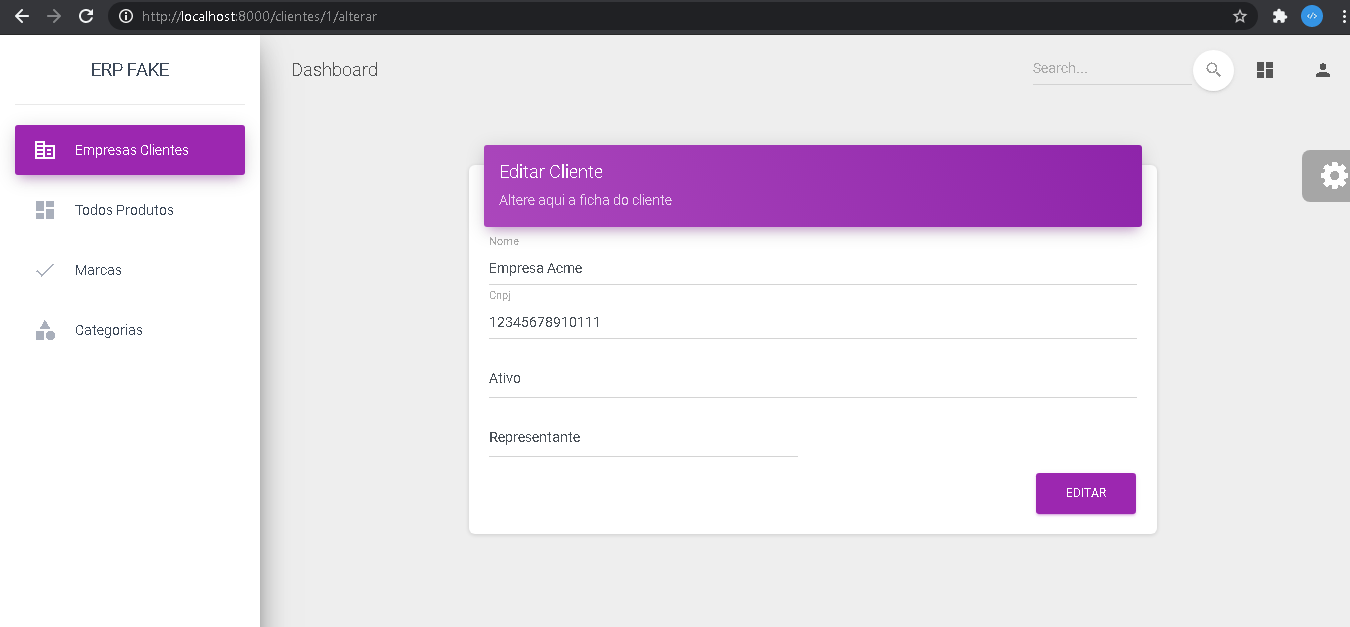 http://localhost:8000/clientes/1/alterar
ERP FAKE
Dashboard
Search...
Empresas Clientes
Todos Produtos
Marcas
Categorias
Editar Cliente
Altere aqui a ficha do cliente
Nome
Empresa Acme
Cnpj
12345678910111
Ativo
Representante
EDITAR